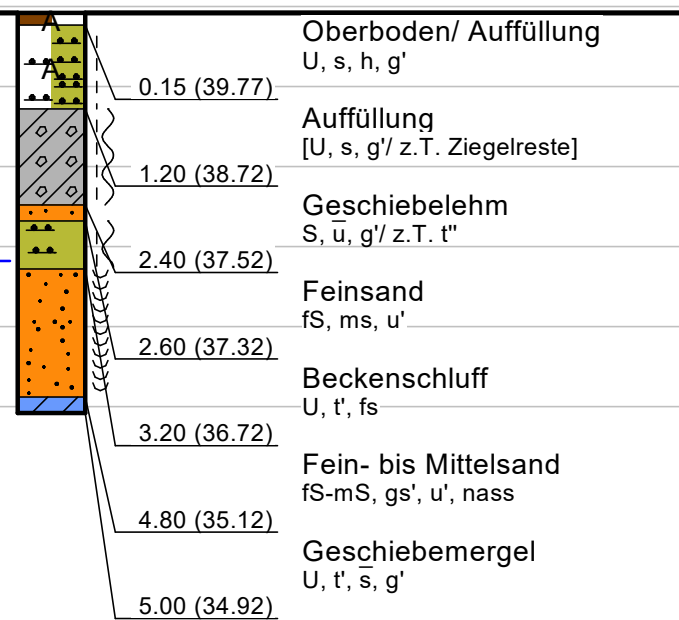 A
A
Oberboden/ Auffüllung
U, s, h, g'
0.15 (39.77)
Auffüllung
[U, s, g'/ z.T. Ziegelreste]
1.20 (38.72)
Geschiebelehm
S, u̅, g'/ z.T. t''
2.40 (37.52)
Feinsand
fS, ms, u'
2.60 (37.32)
Beckenschluff
U, t', fs
3.20 (36.72)
Fein- bis Mittelsand
fS-mS, gs', u', nass
4.80 (35.12)
Geschiebemergel
U, t', s̅, g'
5.00 (34.92)